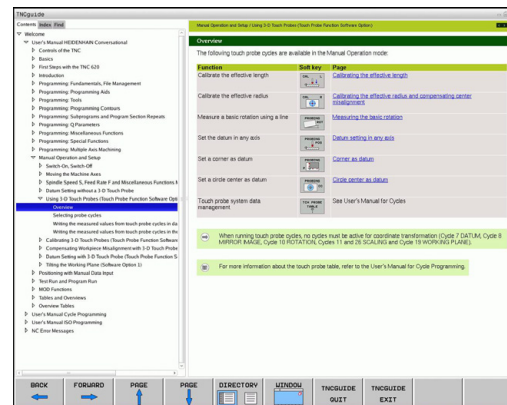 TNCguide
Contents Index Find
Manual Operation and Setup / Using 3-D Touch Probes (Touch Probe Function Software Option)
Welcome
User's Manual HEIDENHAIN Conversational
Controls of the TNC
Basics
First Steps with the TNC 620
Introduction
Programming: Fundamentals, File Management
Programming: Programming Aids
Programming: Tools
Programming: Programming Contours
Programming: Subprograms and Program Section Repeats
Programming: Q Parameters
Programming: Miscellaneous Functions
Programming: Special Functions
Programming: Multiple Axis Machining
Manual Operation and Setup
Switch-On, Switch-Off
Moving the Machine Axes
Spindle Speed S, Feed Rate F and Miscellaneous Functions M
Datum Setting without a 3-D Touch Probe
Using 3-D Touch Probes (Touch Probe Function Software Opti
Overview
Selecting probe cycles
Writing the measured values from touch probe cycles in da
Writing the measured values from touch probe cycles in the
Calibrating 3-D Touch Probes (Touch Probe Function Software
Compensating Workpiece Misalignment with 3-D Touch Probe
Datum Setting with 3-D Touch Probe (Touch Probe Function S
Tilting the Working Plane (Software Option 1)
Positioning with Manual Data Input
Test Run and Program Run
MOD Functions
Tables and Overviews
Overview Tables
User's Manual Cycle Programming
User's Manual ISO Programming
NC Error Messages
Overview
The following touch probe cycles are available in the Manual Operation mode:
Function Soft key Page
Calibrate the effective length Calibrating the effective length
Calibrate the effective radius Calibrating the effective radius and compensating center
misalignment
Measure a basic rotation using a line PROBING Measuring the basic rotation
Set the datum in any axis PROBING Datum setting in any axis
Set a corner as datum PROBING Corner as datum
Set a circle center as datum PROBING Circle center as datum
Touch probe system data TCH PROBE See User's Manual for Cycles
management TABLE
When running touch probe cycles, no cycles must be active for coordinate transformation (Cycle 7 DATUM, Cycle 8
MIRROR IMAGE, Cycle 10 ROTATION, Cycles 11 and 26 SCALING and Cycle 19 WORKING PLANE).
For more information about the touch probe table, refer to the User's Manual for Cycle Programming.
BACK FORWARD PAGE PAGE DIRECTORY WINDOW TNCGUIDE TNCGUIDE
QUIT EXIT